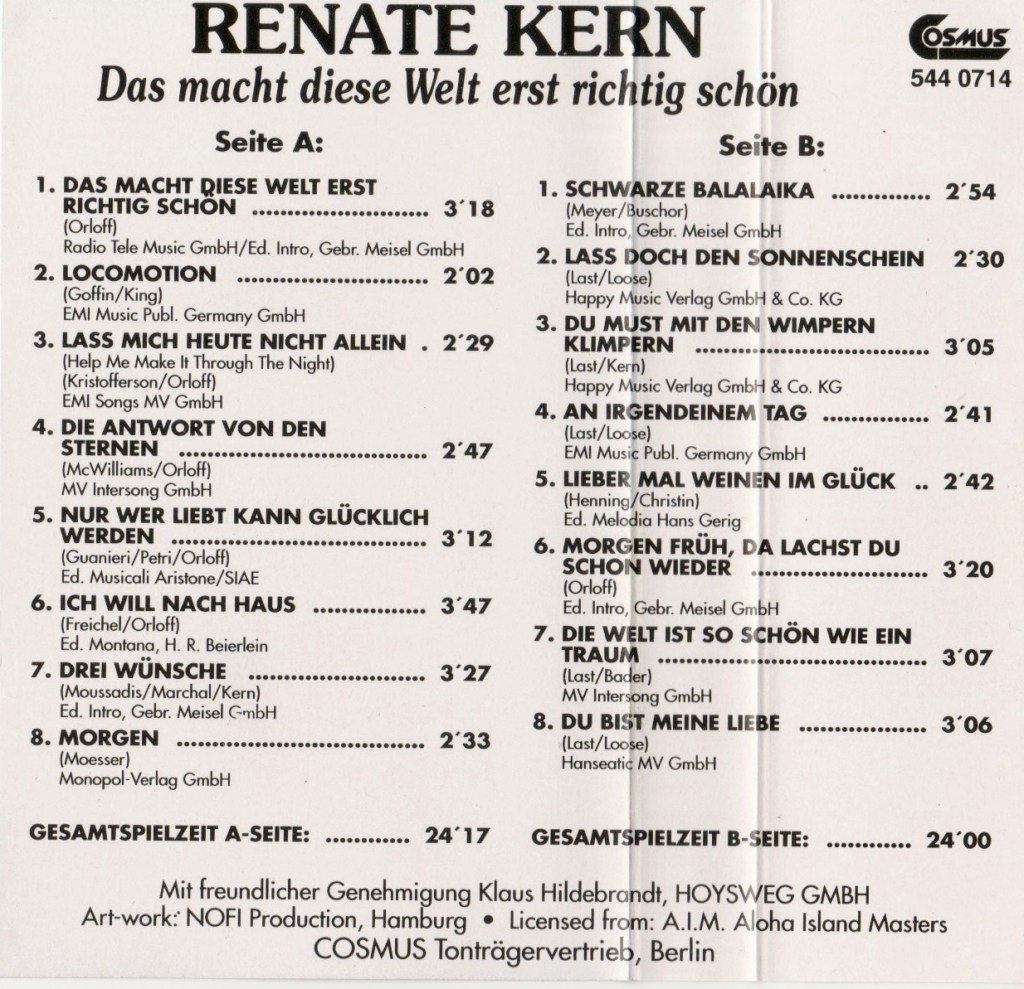 RENATE KERN
Das macht diese Welt erst richtig schön
COSMUS
544 0714
Seite A:
1. DAS MACHT DIESE WELT ERST
RICHTIG SCHÖN ............................ 3´18
(Orloff)
Radio Tele Music GmbH/Ed. Intro, Gebr. Meisel GmbH
2. LOCOMOTION .............................. 2´02
(Goffin/King)
EMI Music Publ. Germany GmbH
3. LASS MICH HEUTE NICHT ALLEIN . 2´29
(Help Me Make It Through The Night)
(Kristofferson/Orloff)
EMI Songs MV GmbH
4. DIE ANTWORT VON DEN
STERNEN ....................................... 2´47
(McWilliams/Orloff)
MV Intersong GmbH
5. NUR WER LIEBT KANN GLÜCKLICH
WERDEN ........................................ 3´12
(Guanieri/Petri/Orloff)
Ed. Musicali Aristone/SIAE
6. ICH WILL NACH HAUS .................. 3´47
(Freichel/Orloff)
Ed. Montana, H. R. Beierlein
7. DREI WÜNSCHE ............................ 3´27
(Moussadis/Marchal/Kern)
Ed. Intro, Gebr. Meisel GmbH
8. MORGEN ....................................... 2´33
(Moesser)
Monopol-Verlag GmbH
GESAMTSPIELZEIT A-SEITE: ............ 24´17
Seite B:
1. SCHWARZE BALALAIKA .............. 2´54
(Meyer/Buschor)
Ed. Intro, Gebr. Meisel GmbH
2. LASS DOCH DEN SONNENSCHEIN 2´30
(Last/Loose)
Happy Music Verlag GmbH & Co. KG
3. DU MUST MIT DEN WIMPERN
KLIMPERN ..................................... 3´05
(Last/Kern)
Happy Music Verlag GmbH & Co. KG
4. AN IRGENDEINEM TAG ................ 2´41
(Last/Loose)
EMI Music Publ. Germany GmbH
5. LIEBER MAL WEINEN IM GLÜCK .. 2´42
(Henning/Christin)
Ed. Melodia Hans Gerig
6. MORGEN FRÜH, DA LACHST DU
SCHON WIEDER ............................ 3´20
(Orloff)
Ed. Intro, Gebr. Meisel GmbH
7. DIE WELT IST SO SCHÖN WIE EIN
TRAUM .......................................... 3´07
(Last/Bader)
MV Intersong GmbH
8. DU BIST MEINE LIEBE .................... 3´06
(Last/Loose)
Hanseatic MV GmbH
GESAMTSPIELZEIT B-SEITE: ............ 24´00
Mit freundlicher Genehmigung Klaus Hildebrandt, HOYSWEG GMBH
Art-work: NOFI Production, Hamburg • Licensed from: A.I.M. Aloha Island Masters
COSMUS Tonträgervertrieb, Berlin